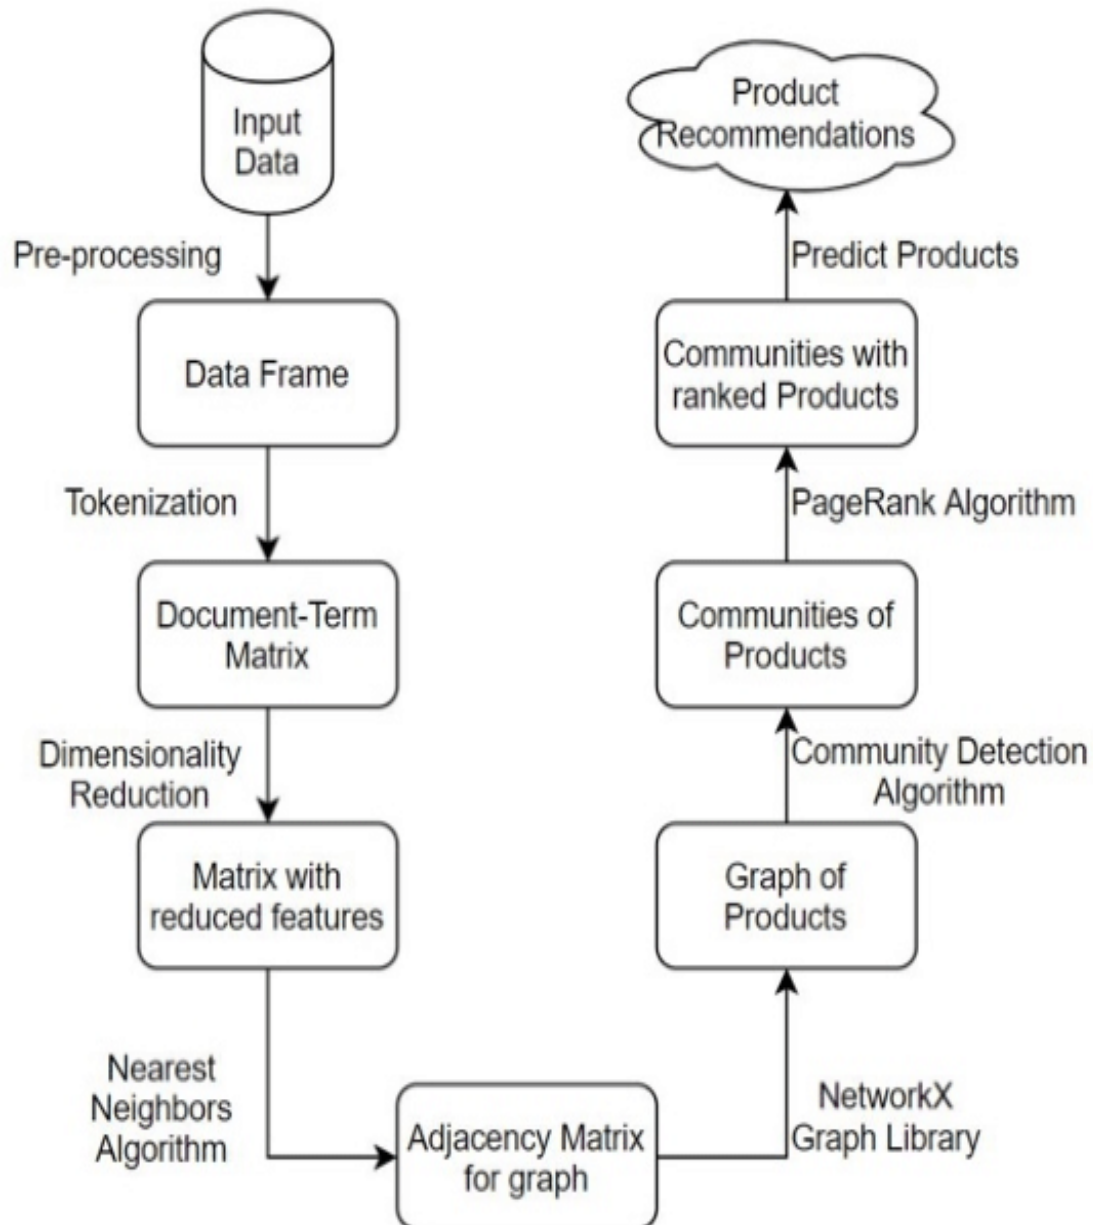 Input
Data
Pre-processing
Data Frame
Tokenization
Document-Term
Matrix
Dimensionality
Reduction
Matrix with
reduced features
Nearest
Neighbors
Algorithm
Adjacency Matrix
for graph
NetworkX
Graph Library
Graph of
Products
Community Detection
Algorithm
Communities of
Products
PageRank Algorithm
Communities with
ranked Products
Predict Products
Product
Recommendations